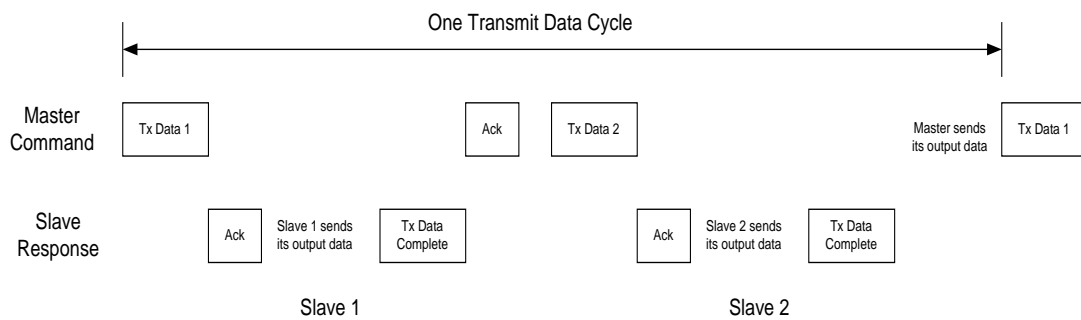 One Transmit Data Cycle
Master
Command
Tx Data 1
Ack
Tx Data 2
Master sends
its output data
Tx Data 1
Slave
Response
Ack
Slave 1 sends
its output data
Tx Data
Complete
Ack
Slave 2 sends
its output data
Tx Data
Complete
Slave 1
Slave 2